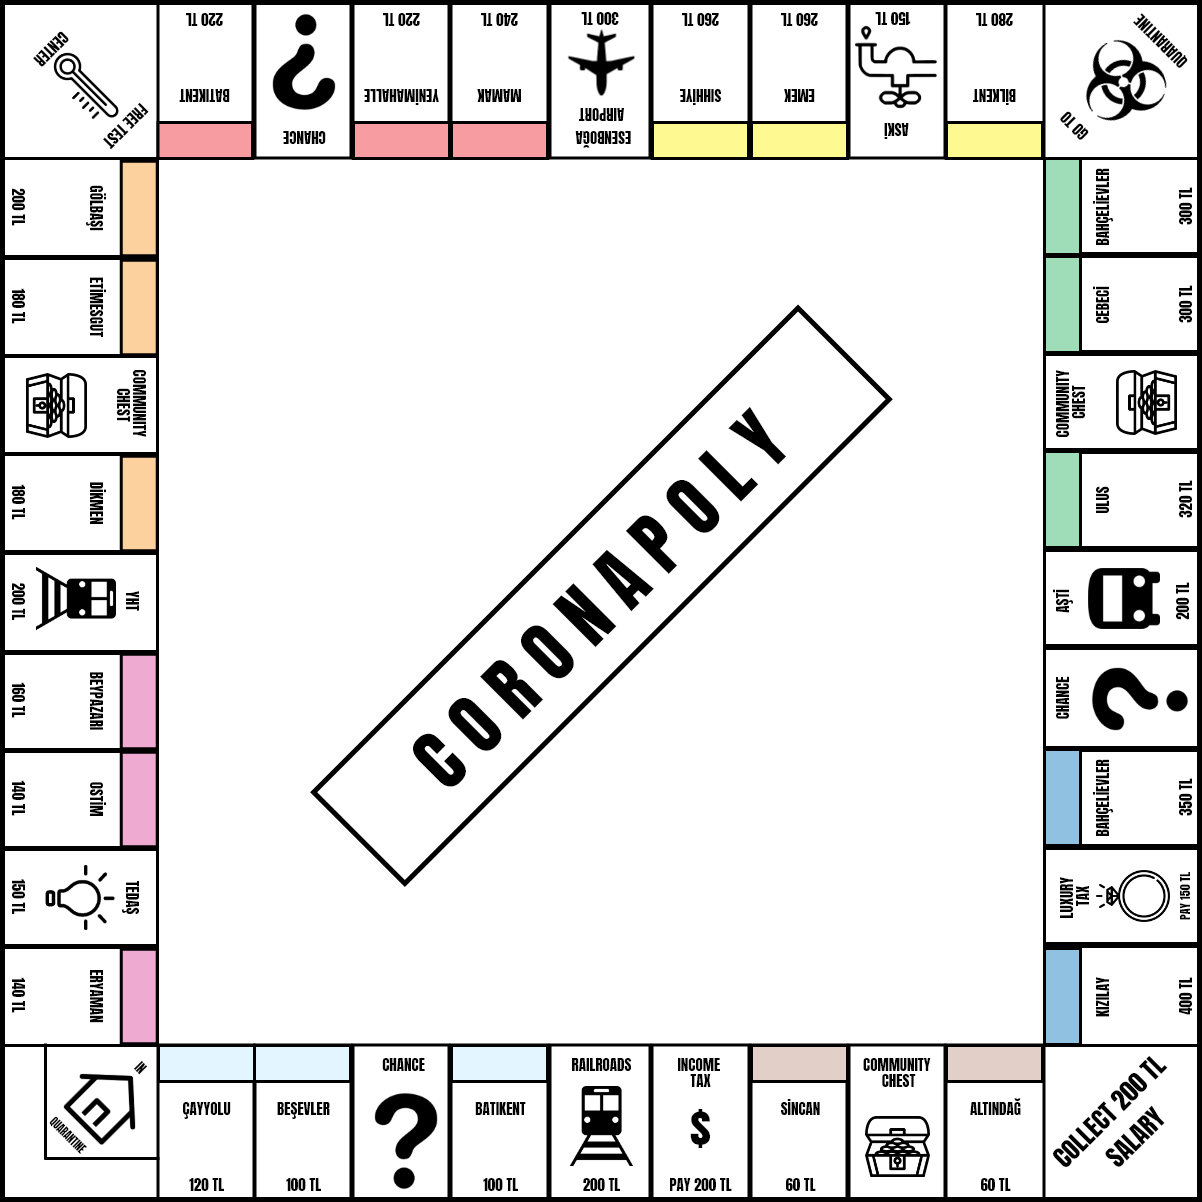 FREE TEST
CENTER
220 TL
BATIKENT
CHANCE
220 TL
YENİMAHALLE
240 TL
MAMAK
300 TL
ESENBOĞA
AIRPORT
260 TL
SIHHİYE
260 TL
EMEK
150 TL
ASKİ
280 TL
BİLKENT
GO TO
QUARANTINE
GÖLBAŞI
200 TL
ETİMESGUT
180 TL
COMMUNITY
CHEST
DİKMEN
180 TL
YHT
200 TL
BEYPAZARI
160 TL
OSTİM
140 TL
TEDAŞ
150 TL
ERYAMAN
140 TL
CORONAPOLY
BAHÇELİEVLER
300 TL
CEBECİ
300 TL
COMMUNITY
CHEST
ULUS
320 TL
AŞTİ
200 TL
CHANCE
BAHÇELİEVLER
350 TL
LUXURY
TAX
PAY 150 TL
KIZILAY
400 TL
IN
QUARANTINE
ÇAYYOLU
120 TL
BEŞEVLER
100 TL
CHANCE
BATIKENT
100 TL
RAILROADS
200 TL
INCOME
TAX
$
PAY 200 TL
SİNCAN
60 TL
COMMUNITY
CHEST
ALTINDAĞ
60 TL
COLLECT 200 TL
SALARY